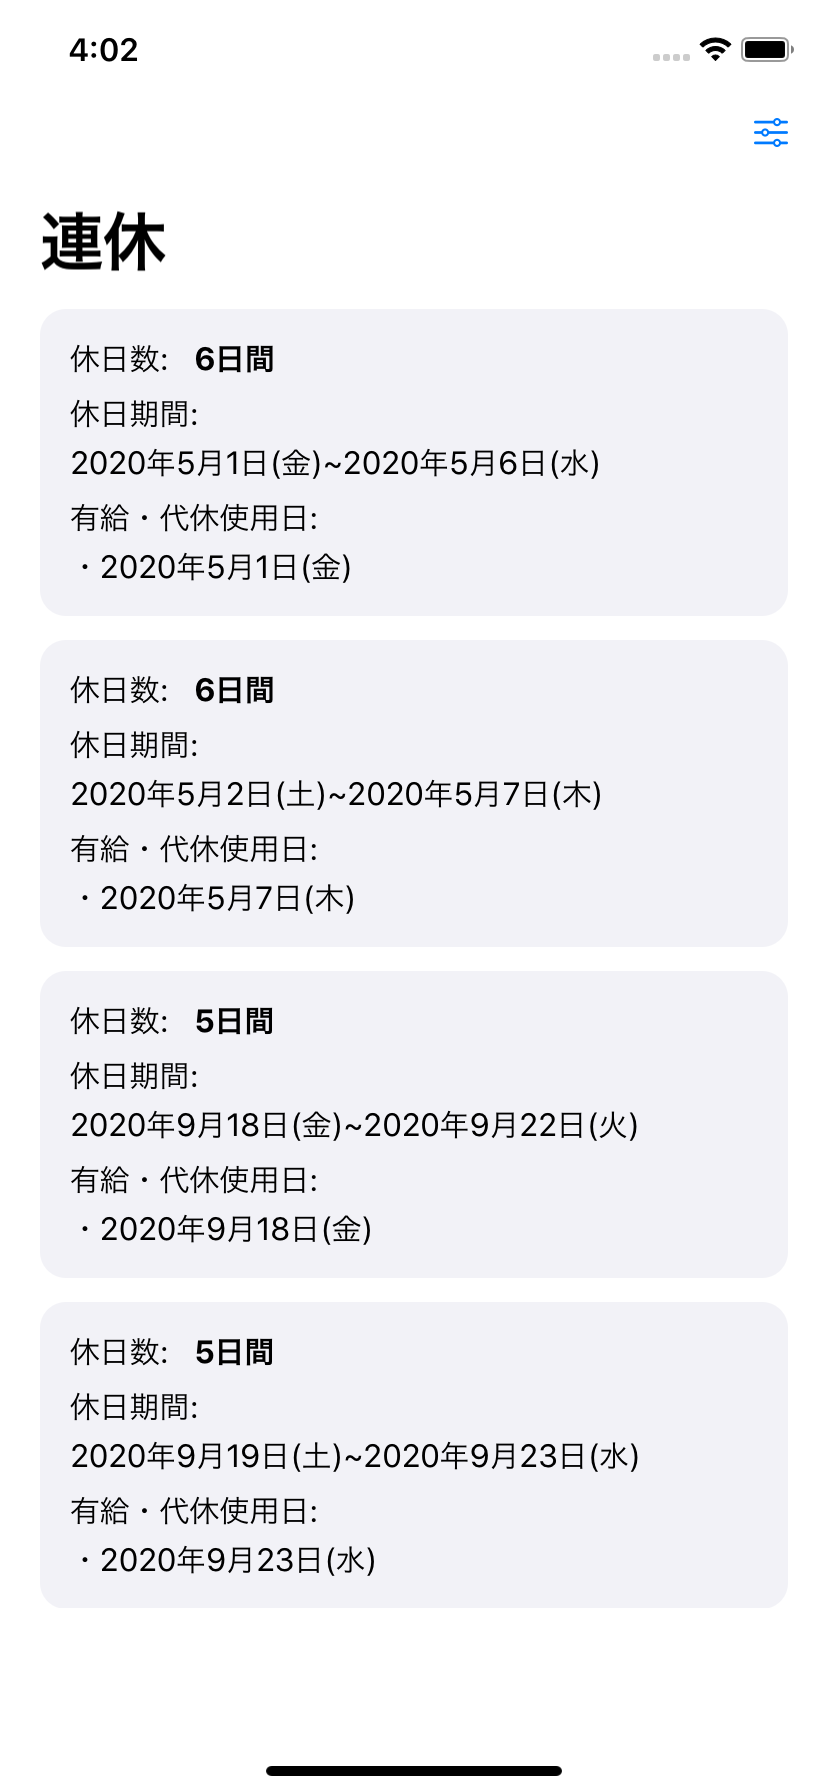 4:02
連休
休日数: 6日間
休日期間:
2020年5月1日(金)~2020年5月6日(水)
有給・代休使用日:
・2020年5月1日(金)
休日数: 6日間
休日期間:
2020年5月2日(土)~2020年5月7日(木)
有給・代休使用日:
・2020年5月7日(木)
休日数: 5日間
休日期間:
2020年9月18日(金)~2020年9月22日(火)
有給・代休使用日:
・2020年9月18日(金)
休日数: 5日間
休日期間:
2020年9月19日(土)~2020年9月23日(水)
有給・代休使用日:
・2020年9月23日(水)